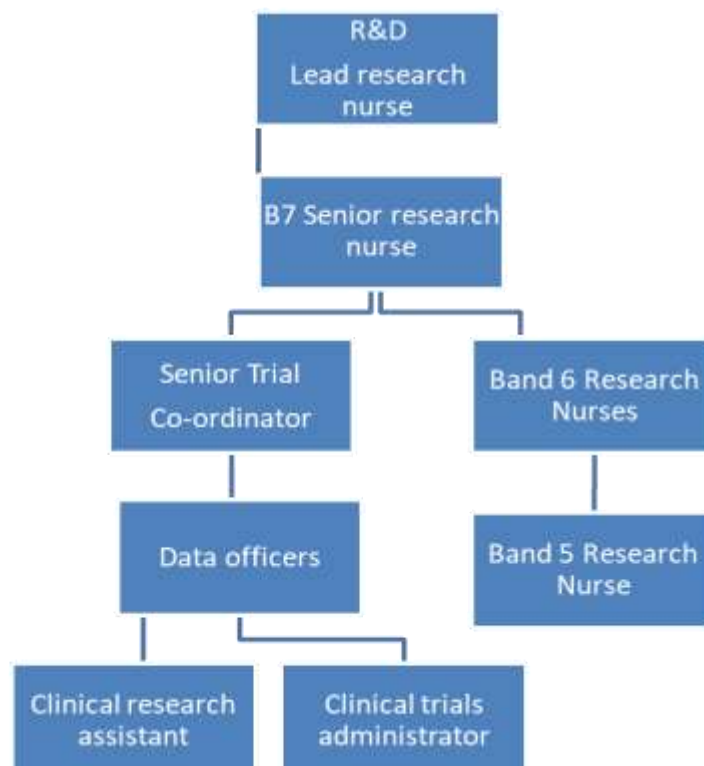 R&D
Lead research
nurse
B7 Senior research
nurse
Senior Trial
Co-ordinator
Band 6 Research
Nurses
Data officers
Band 5 Research
Nurse
Clinical research
assistant
Clinical trials
administrator